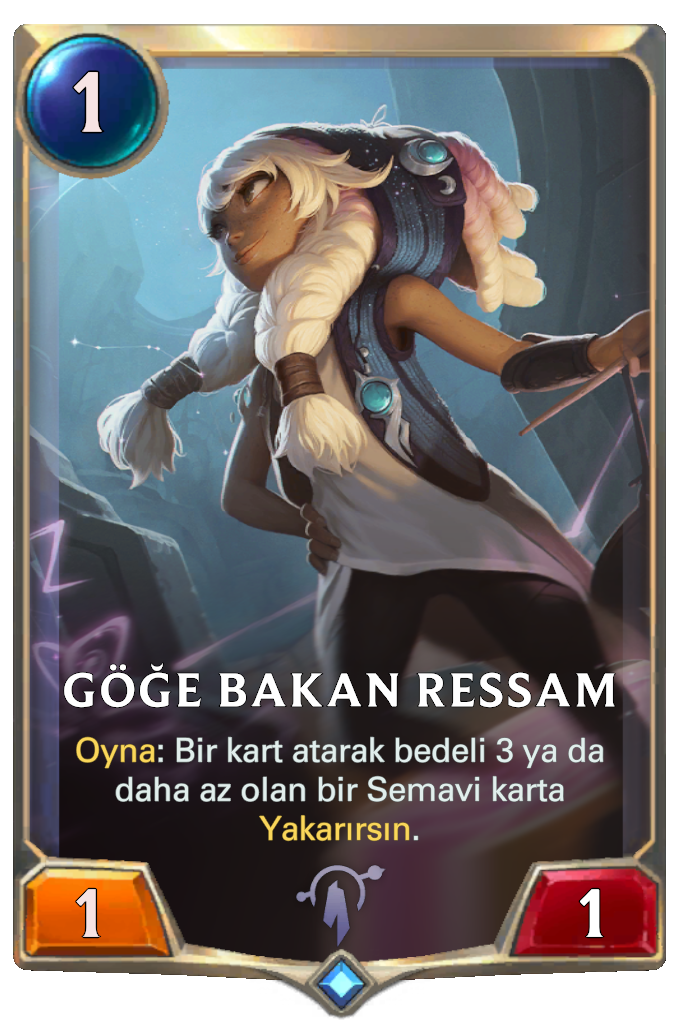 1
GÖĞE BAKAN RESSAM
Oyna: Bir kart atarak bedeli 3 ya da
daha az olan bir Semavi karta
Yakarırsın.
1
1